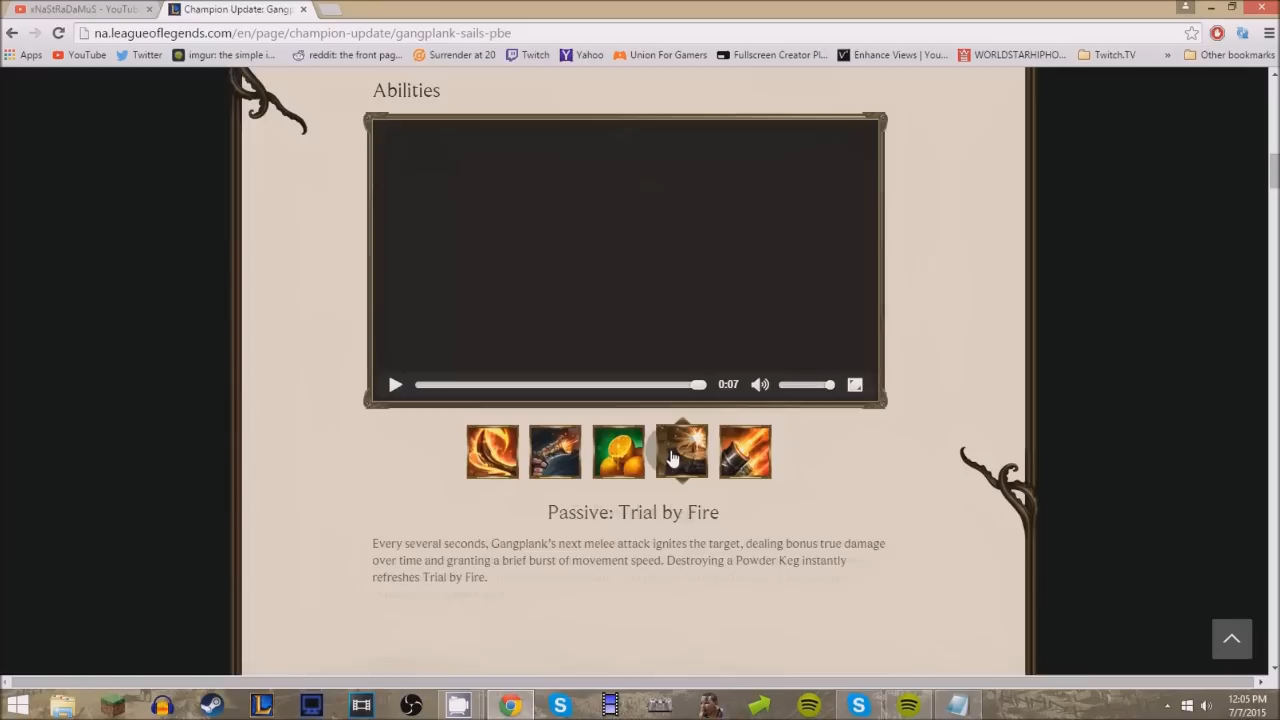 xNaStRaDaMuS - YouTub
Champion Update: Gangp
na.leagueoflegends.com/en/page/champion-update/gangplank-sails-pbe
Apps
YouTube
Twitter
imgur: the simple i...
reddit: the front pag...
Surrender at 20
Twitch
Yahoo
Union For Gamers
Fullscreen Creator Pl...
Enhance Views | You...
WORLDSTARHIPHO...
Twitch.TV
»
Other bookmarks
Abilities
0:07
Passive: Trial by Fire
Every several seconds, Gangplank's next melee attack ignites the target, dealing bonus true damage
over time and granting a brief burst of movement speed. Destroying a Powder Keg instantly
refreshes Trial by Fire.
12:05 PM
7/7/2015